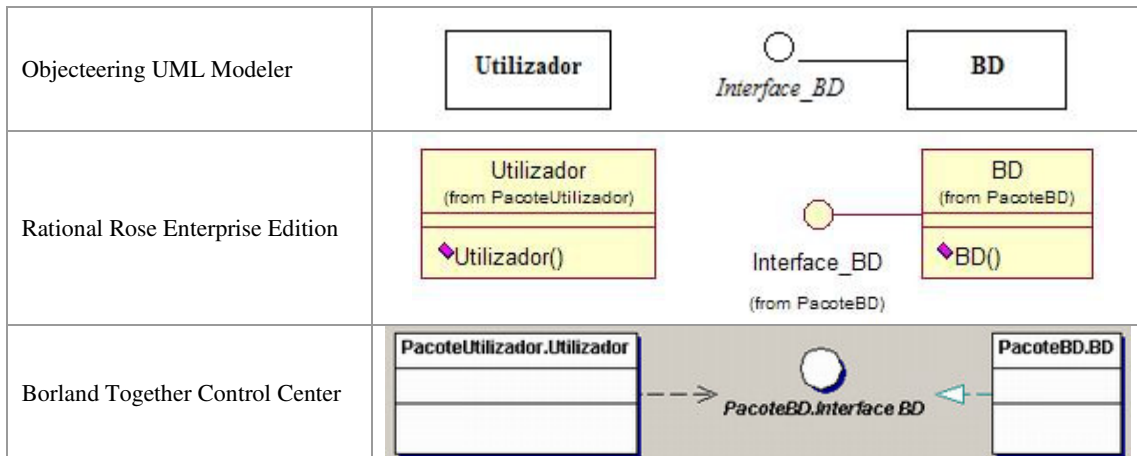 Objecteering UML Modeler
Utilizador
Interface_BD
BD
Rational Rose Enterprise Edition
Utilizador
(from PacoteUtilizador)
Utilizador()
Interface_BD
(from PacoteBD)
BD
(from PacoteBD)
BD()
Borland Together Control Center
PacoteUtilizador.Utilizador
PacoteBD.Interface BD
PacoteBD.BD